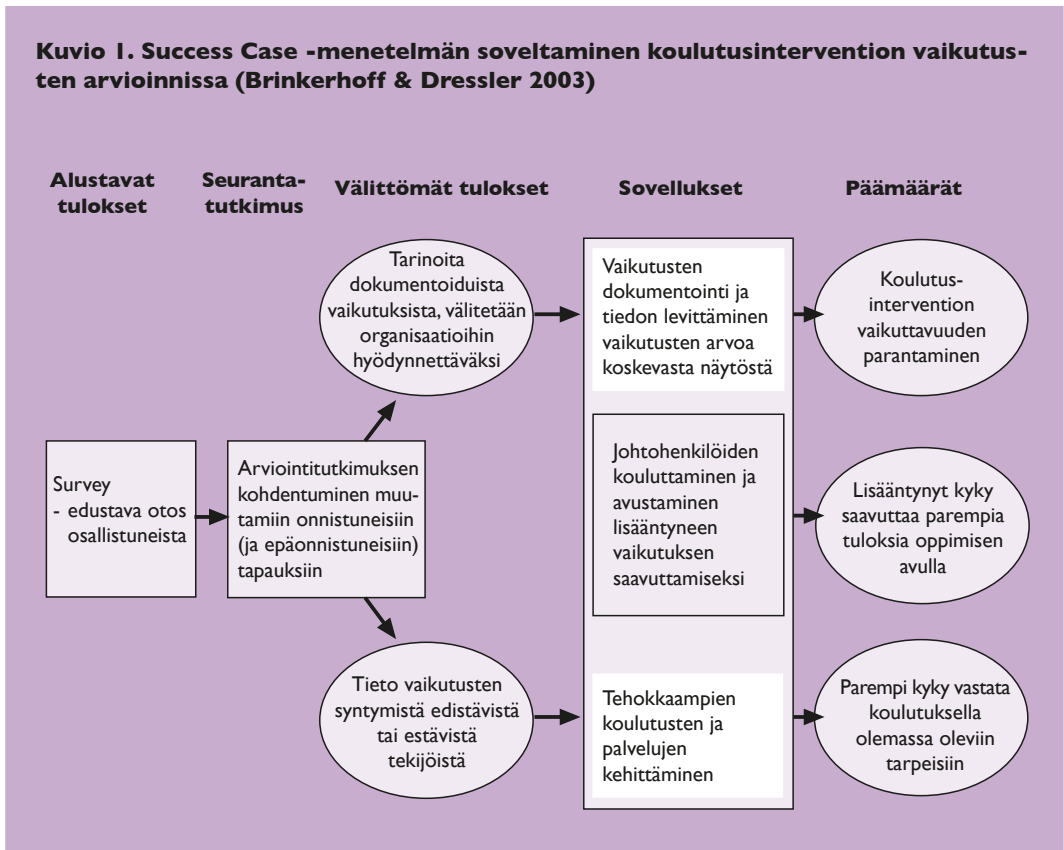 Kuvio 1. Success Case -menetelmän soveltaminen koulutusintervention vaikutus-
ten arvioinnissa (Brinkerhoff & Dressler 2003)
Alustavat
tulokset
Seuranta-
tutkimus
Välittömät tulokset
Sovellukset
Päämäärät
Survey
- edustava otos
osallistuneista
Arviointitutkimuksen
kohdentuminen muu-
tamiin onnistuneisiin
(ja epäonnistuneisiin)
tapauksiin
Tarinoita
dokumentoiduista
vaikutuksista, välitetään
organisaatioihin
hyödynnettäväksi
Tieto vaikutusten
syntymistä edistävistä
tai estävistä
tekijöistä
Vaikutusten
dokumentointi ja
tiedon levittäminen
vaikutusten arvoa
koskevasta näytöstä
Johtohenkilöiden
kouluttaminen ja
avustaminen
lisääntyneen
vaikutuksen
saavuttamiseksi
Tehokkaampien
koulutusten ja
palvelujen
kehittäminen
Koulutus-
intervention
vaikuttavuuden
parantaminen
Lisääntynyt kyky
saavuttaa parempia
tuloksia oppimisen
avulla
Parempi kyky vastata
koulutuksella
olemassa oleviin
tarpeisiin